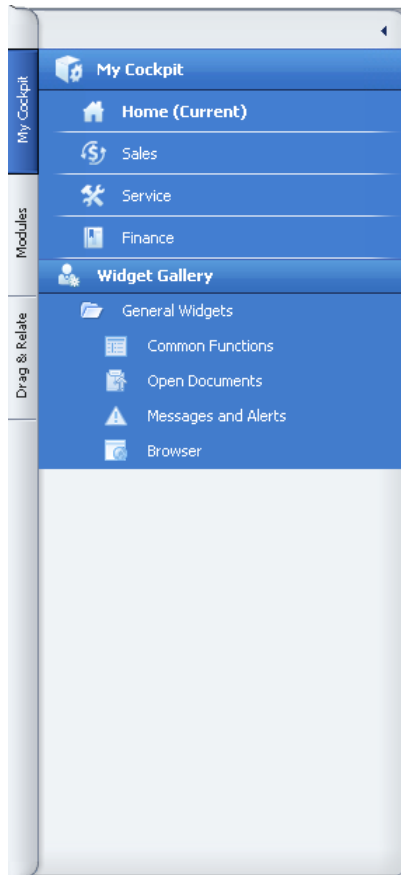 My Cockpit
Modules
Drag & Relate
My Cockpit
Home (Current)
Sales
Service
Finance
Widget Gallery
General Widgets
Common Functions
Open Documents
Messages and Alerts
Browser